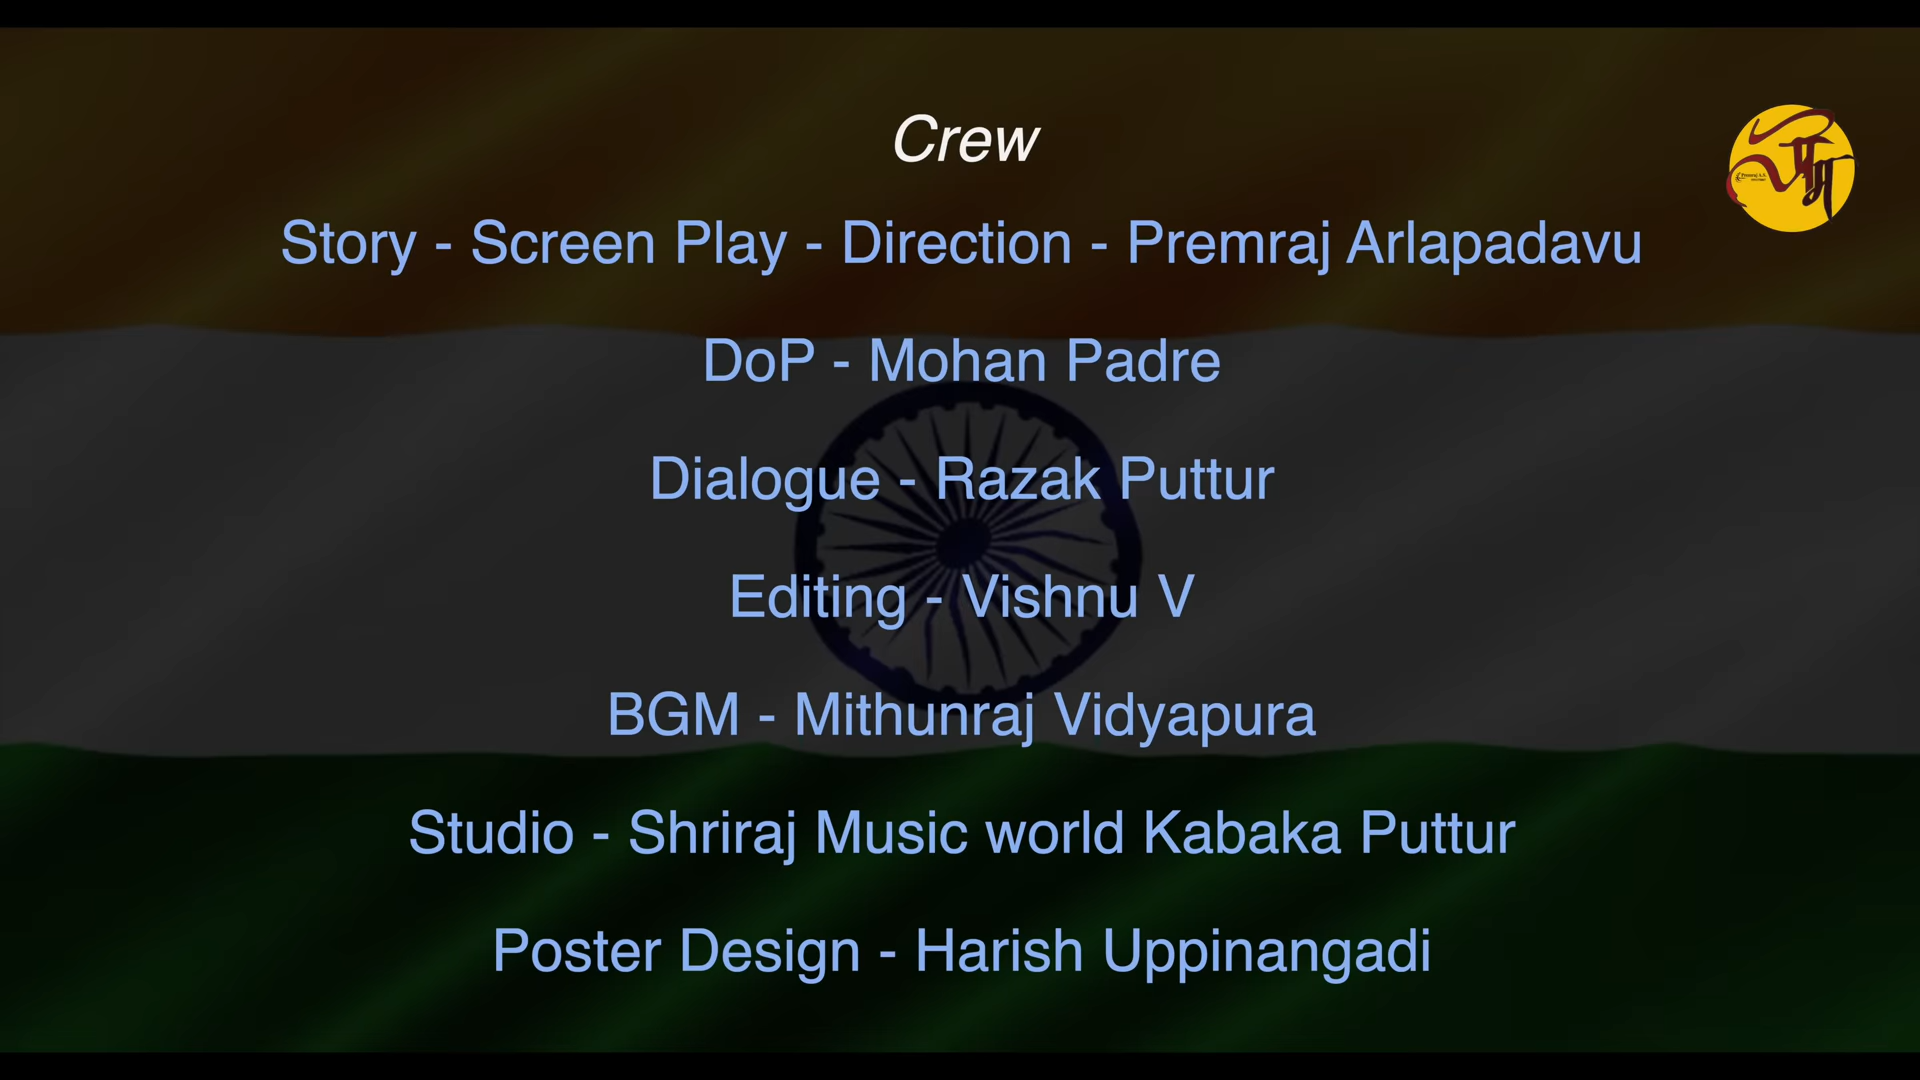 Crew
Story - Screen Play - Direction - Premraj Arlapadavu
DoP - Mohan Padre
Dialogue - Razak Puttur
Editing - Vishnu V
BGM - Mithunraj Vidyapura
Studio - Shriraj Music world Kabaka Puttur
Poster Design - Harish Uppinangadi